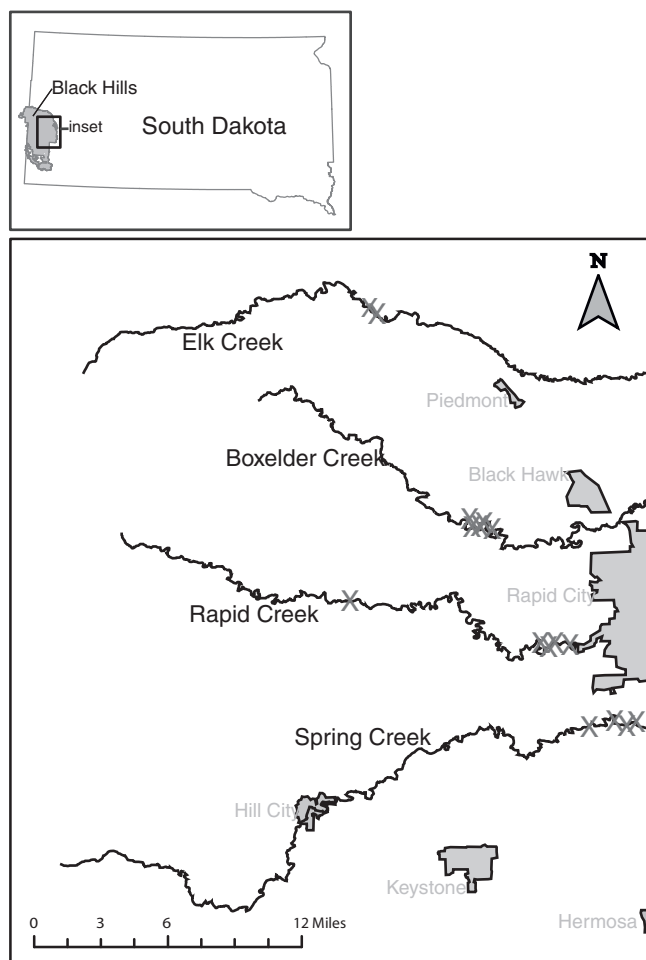 Black Hills
inset
South Dakota
N
Elk Creek
Piedmont
Boxelder Creek
Black Hawk
Rapid City
Rapid Creek
Spring Creek
Hill City
Keystone
Hermosa
0 3 6 12 Miles